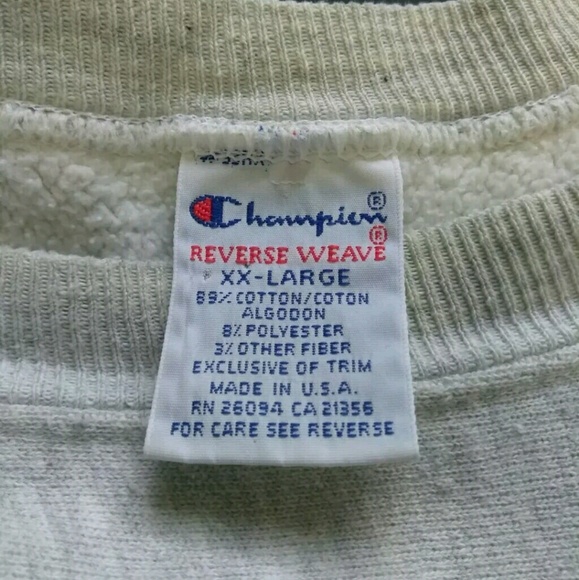 Champion®
REVERSE WEAVE®
XX-LARGE
89% COTTON/COTON
ALGODON
8% POLYESTER
3% OTHER FIBER
EXCLUSIVE OF TRIM
MADE IN U.S.A.
RN 26094 CA 21356
FOR CARE SEE REVERSE